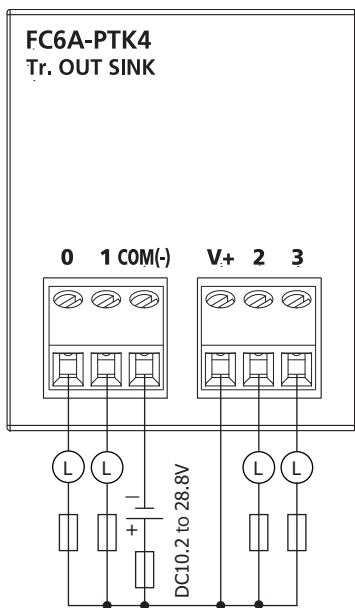 FC6A-PTK4
Tr. OUT SINK
0 1 COM(-) V+ 2 3
L L L L
−
+
DC10.2 to 28.8V